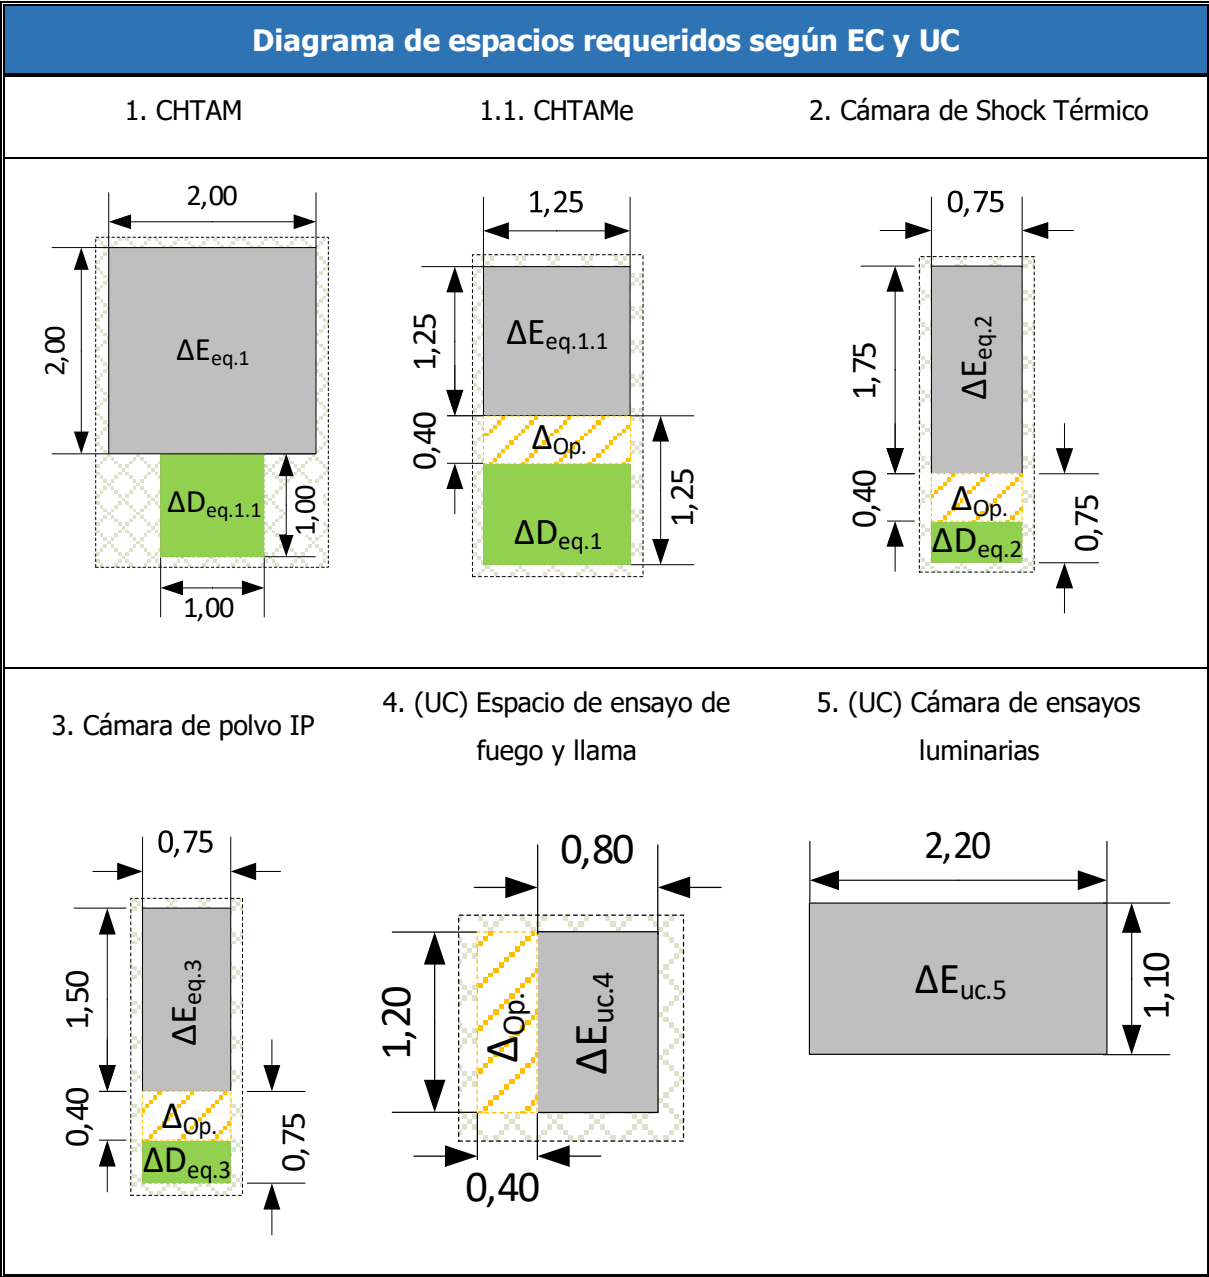 Diagrama de espacios requeridos según EC y UC
1. CHTAM
1.1. CHTAMe
2. Cámara de Shock Térmico
2,00
2,00
ΔEeq.1
ΔDeq.1.1
1,00
1,00
1,25
1,25
ΔEeq.1.1
0,40
ΔOp.
ΔDeq.1
1,25
0,75
1,75
ΔEeq.2
0,40
ΔOp.
ΔDeq.2
0,75
3. Cámara de polvo IP
4. (UC) Espacio de ensayo de
fuego y llama
5. (UC) Cámara de ensayos
luminarias
0,75
1,50
ΔEeq.3
0,40
ΔOp.
ΔDeq.3
0,75
0,80
1,20
ΔOp.
ΔEuc.4
0,40
2,20
ΔEuc.5
1,10